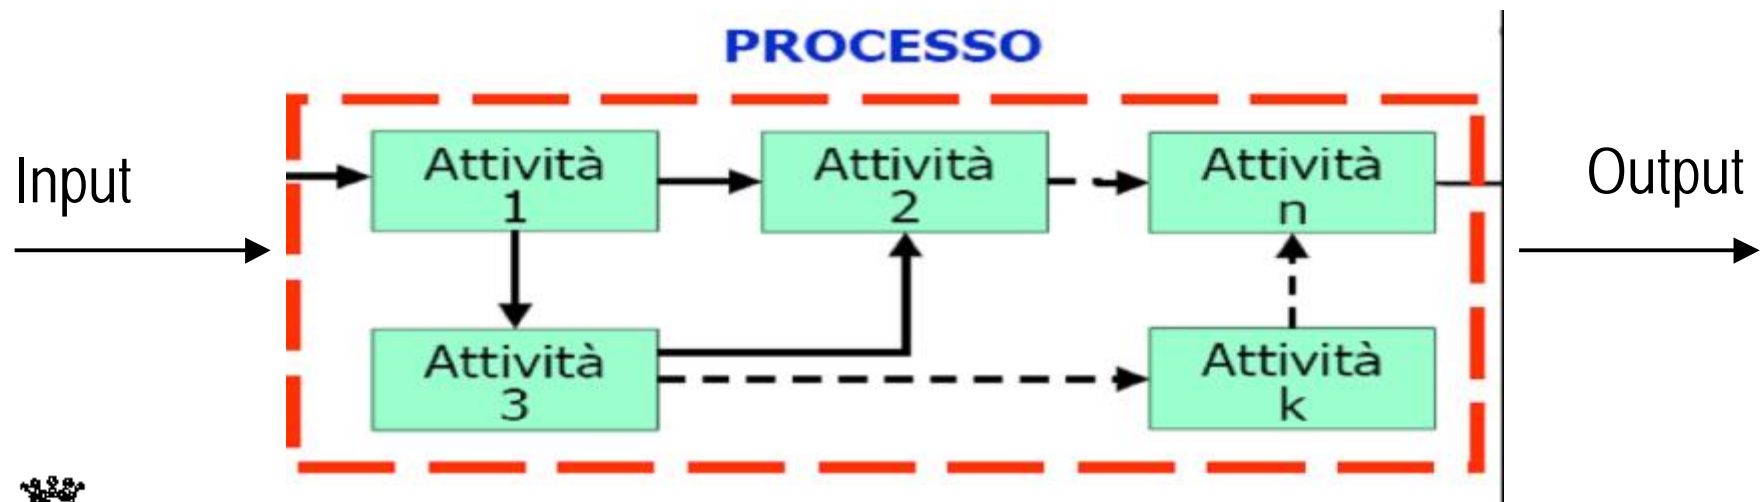 PROCESSO
Input
Attività
1
Attività
2
Attività
n
Output
Attività
3
Attività
k